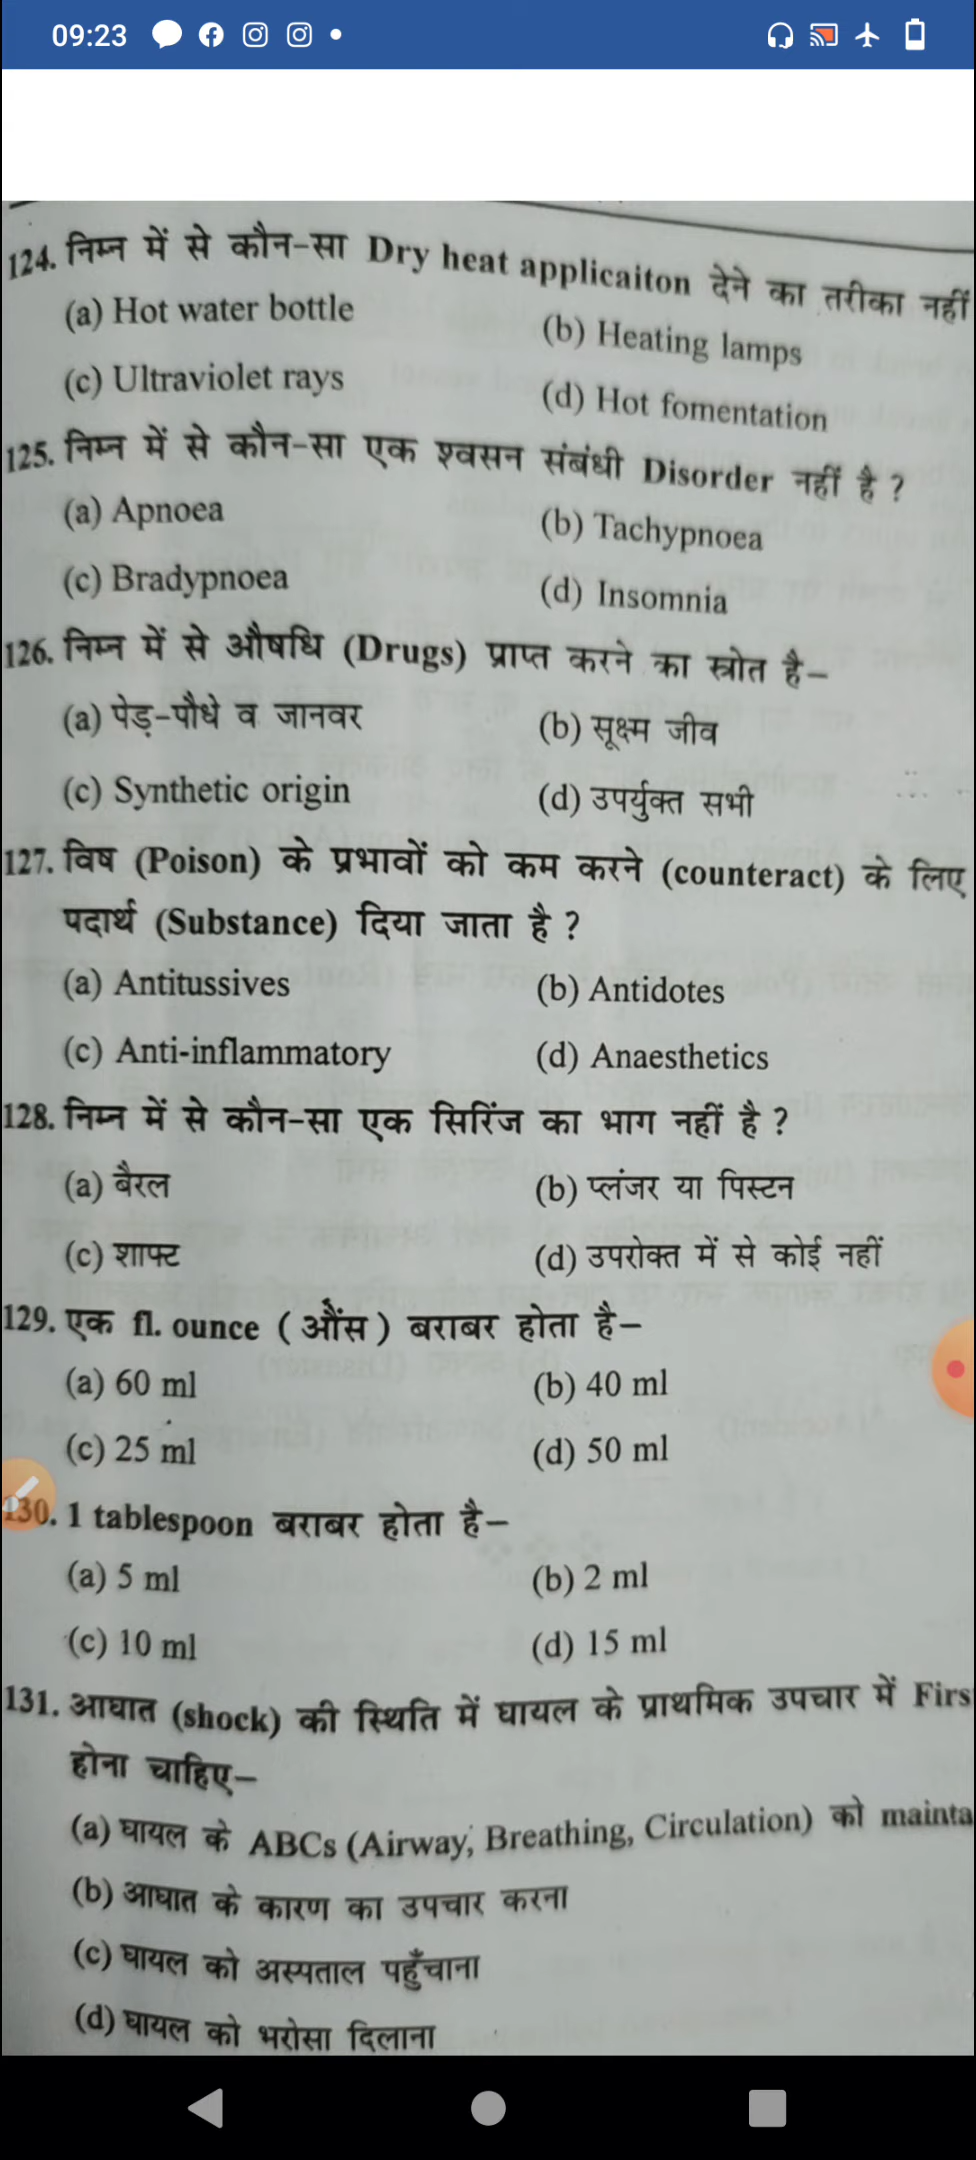 09:23
124. निम्न में से कौन-सा Dry heat applicaiton देने का तरीका नहीं
(a) Hot water bottle
(b) Heating lamps
(c) Ultraviolet rays
(d) Hot fomentation
125. निम्न में से कौन-सा एक श्वसन संबंधी Disorder नहीं है ?
(a) Apnoea
(b) Tachypnoea
(c) Bradypnoea
(d) Insomnia
126. निम्न में से औषधि (Drugs) प्राप्त करने का स्त्रोत है–
(a) पेड़-पौधे व जानवर
(b) सूक्ष्म जीव
(c) Synthetic origin
(d) उपर्युक्त सभी
127. विष (Poison) के प्रभावों को कम करने (counteract) के लिए
पदार्थ (Substance) दिया जाता है ?
(a) Antitussives
(b) Antidotes
(c) Anti-inflammatory
(d) Anaesthetics
128. निम्न में से कौन-सा एक सिरिंज का भाग नहीं है ?
(a) बैरल
(b) प्लंजर या पिस्टन
(c) शाफ्ट
(d) उपरोक्त में से कोई नहीं
129. एक fl. ounce (औंस) बराबर होता है–
(a) 60 ml
(b) 40 ml
(c) 25 ml
(d) 50 ml
130. 1 tablespoon बराबर होता है–
(a) 5 ml
(b) 2 ml
(c) 10 ml
(d) 15 ml
131. आघात (shock) की स्थिति में घायल के प्राथमिक उपचार में Firs
होना चाहिए–
(a) घायल के ABCs (Airway, Breathing, Circulation) को mainta
(b) आघात के कारण का उपचार करना
(c) घायल को अस्पताल पहुँचाना
(d) घायल को भरोसा दिलाना